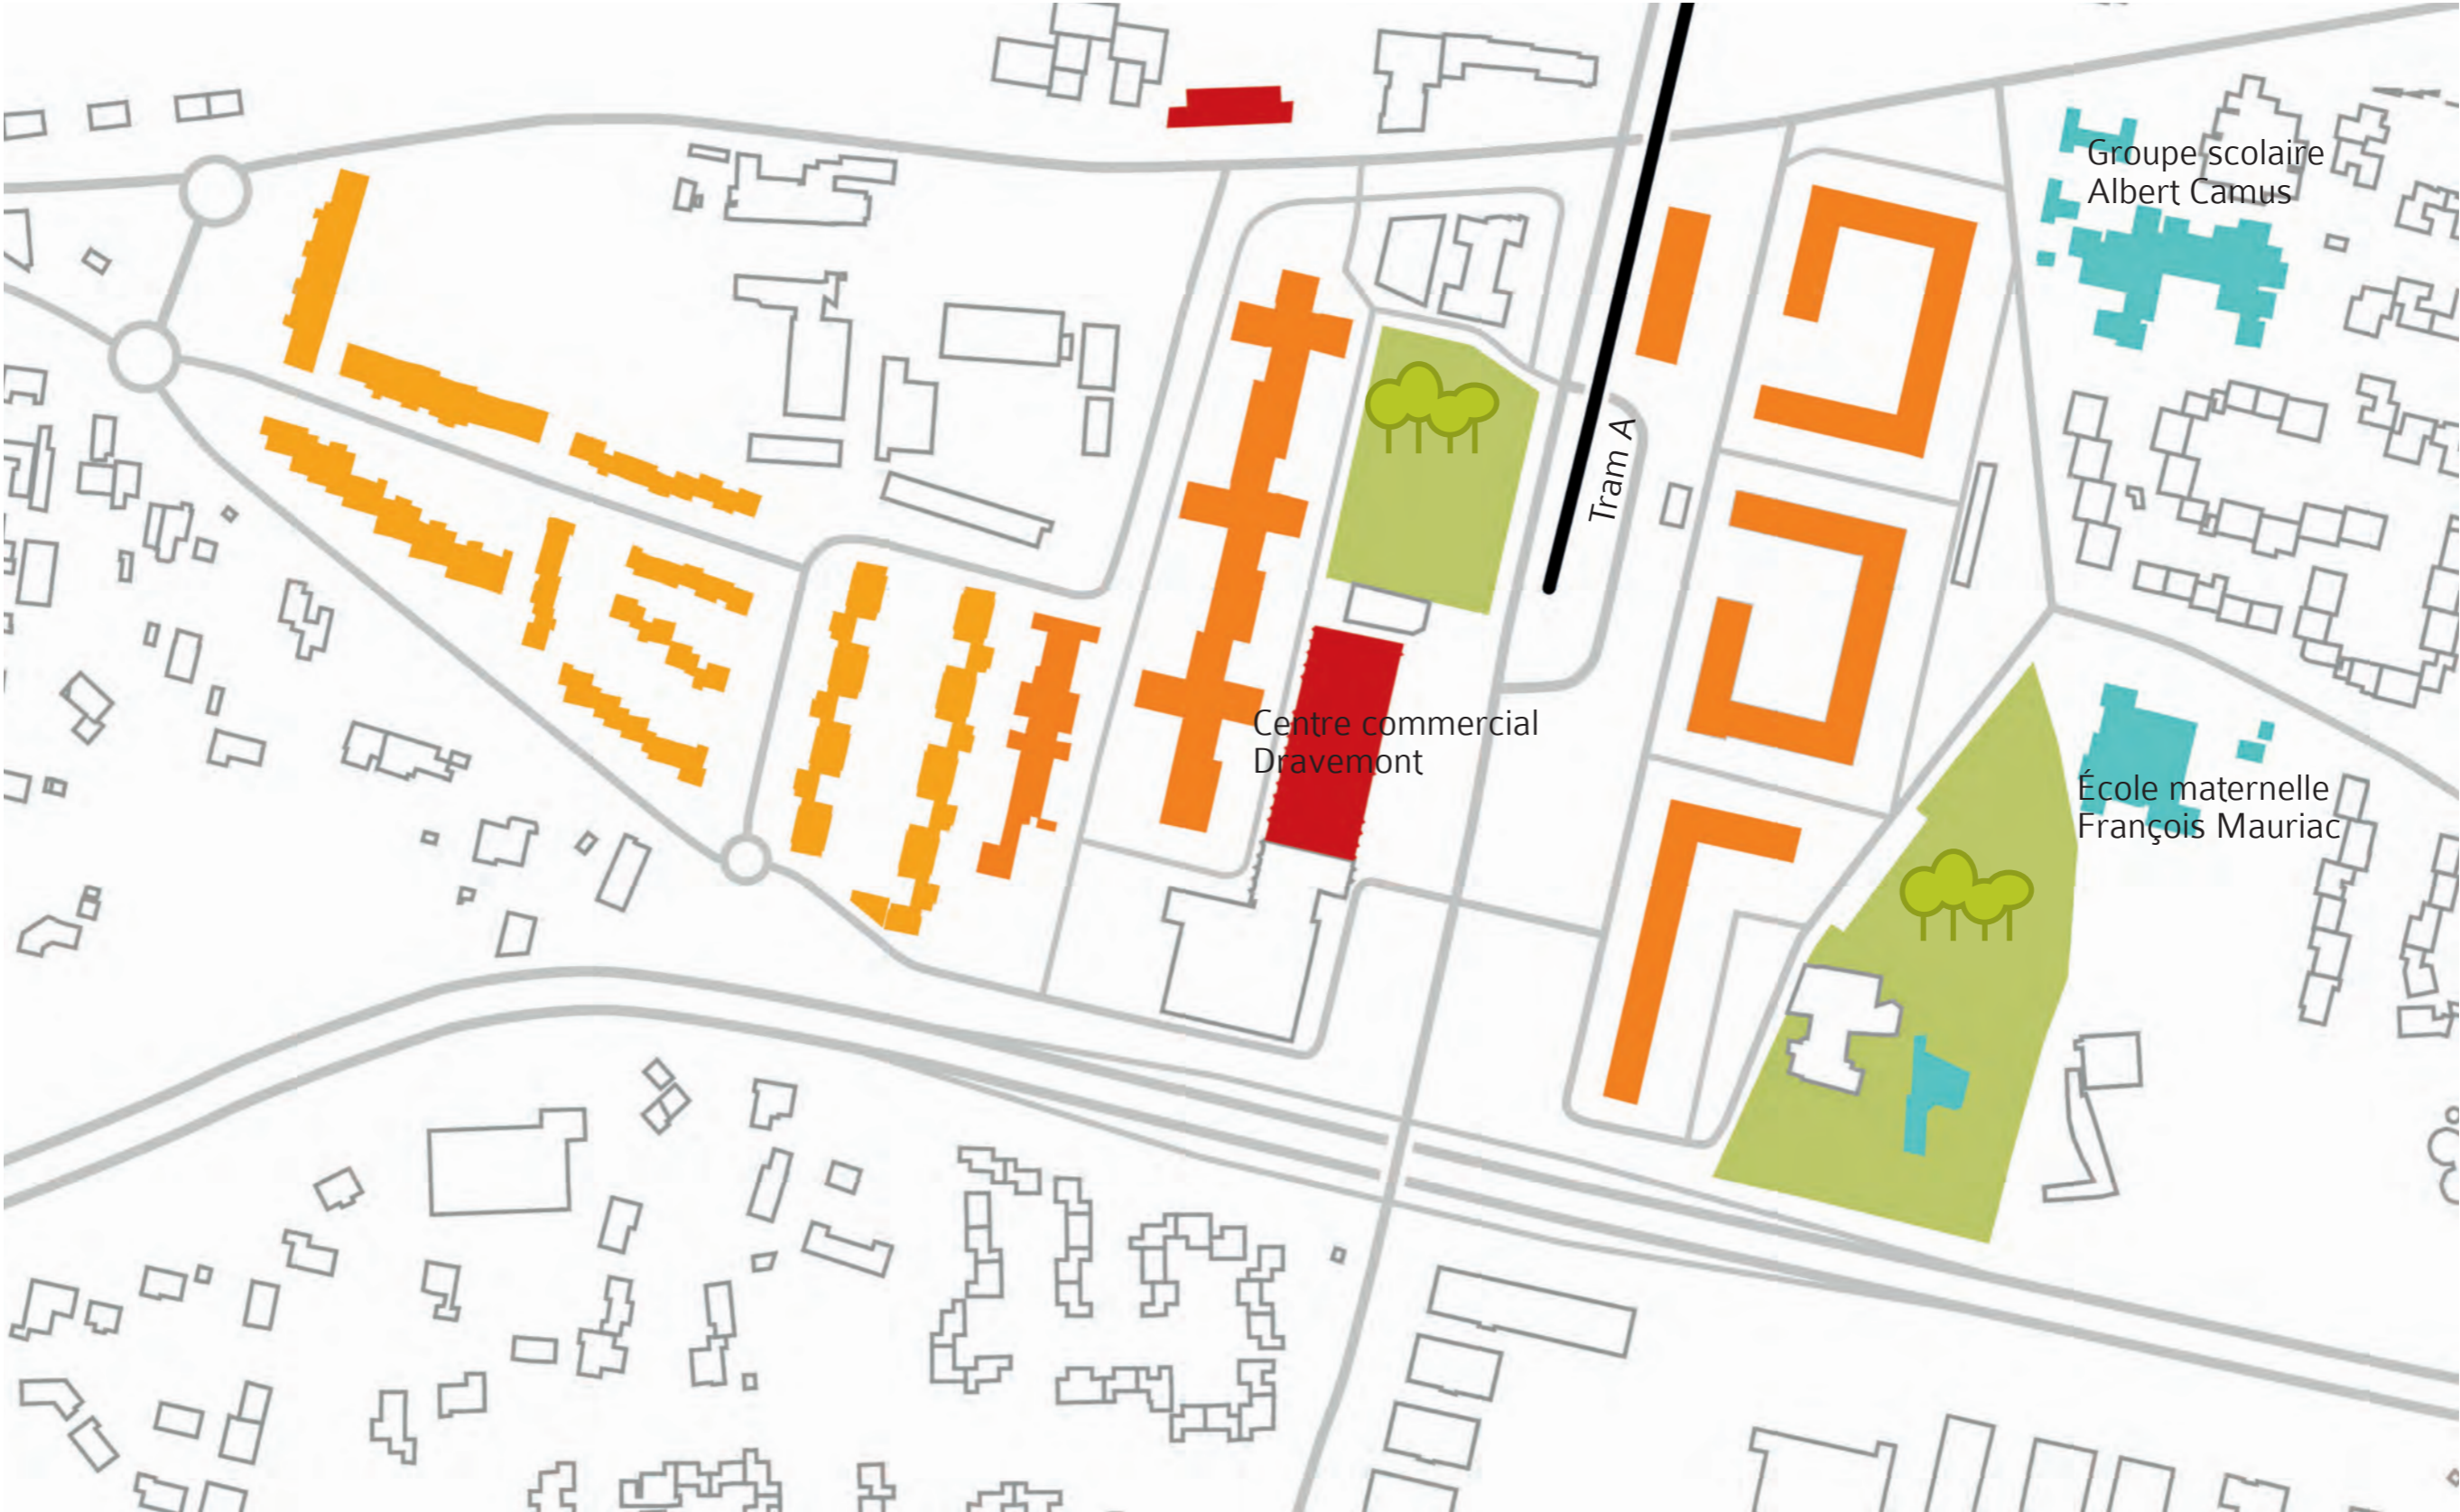 Groupe scolaire
Albert Camus
Tram A
Centre commercial
Dravemont
École maternelle
François Mauriac